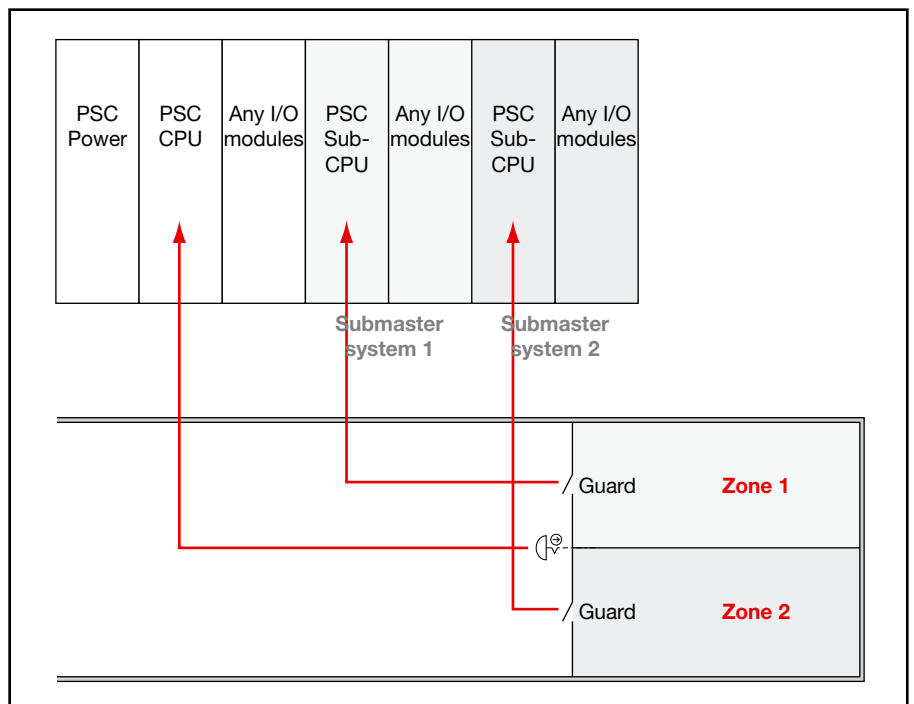 PSC
Power
PSC
CPU
Any I/O
modules
PSC
Sub-
CPU
Any I/O
modules
PSC
Sub-
CPU
Any I/O
modules
Submaster
system 1
Submaster
system 2
Guard
Zone 1
Guard
Zone 2